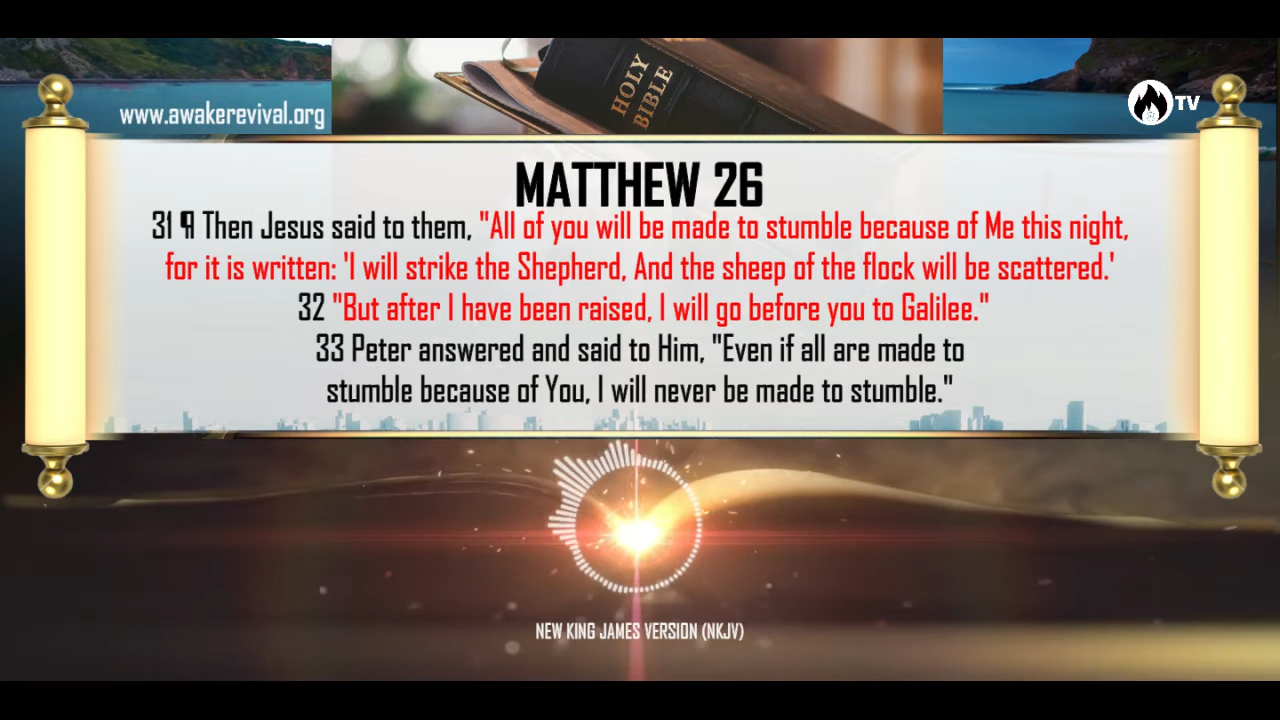 HOLY
BIBLE
www.awakerevival.org
TV
MATTHEW 26
31 ¶ Then Jesus said to them, "All of you will be made to stumble because of Me this night,
for it is written: 'I will strike the Shepherd, And the sheep of the flock will be scattered.'
32 "But after I have been raised, I will go before you to Galilee."
33 Peter answered and said to Him, "Even if all are made to
stumble because of You, I will never be made to stumble."
NEW KING JAMES VERSION (NKJV)